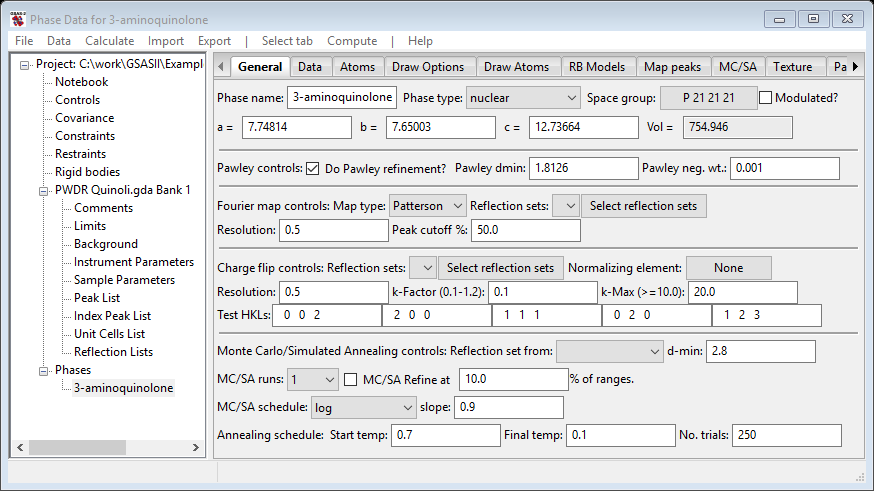 Phase Data for 3-aminoquinolone
File Data Calculate Import Export | Select tab Compute | Help
Project: C:\work\GSASII\Exampl
Notebook
Controls
Covariance
Constraints
Restraints
Rigid bodies
PWDR Quinoli.gda Bank 1
Comments
Limits
Background
Instrument Parameters
Sample Parameters
Peak List
Index Peak List
Unit Cells List
Reflection Lists
Phases
3-aminoquinolone
General Data Atoms Draw Options Draw Atoms RB Models Map peaks MC/SA Texture Pa
Phase name: 3-aminoquinolone Phase type: nuclear Space group: P 21 21 21 Modulated?
a = 7.74814 b = 7.65003 c = 12.73664 Vol = 754.946
Pawley controls: Do Pawley refinement? Pawley dmin: 1.8126 Pawley neg. wt.: 0.001
Fourier map controls: Map type: Patterson Reflection sets: Select reflection sets
Resolution: 0.5 Peak cutoff %: 50.0
Charge flip controls: Reflection sets: Select reflection sets Normalizing element: None
Resolution: 0.5 k-Factor (0.1-1.2): 0.1 k-Max (>=10.0): 20.0
Test HKLs: 0 0 2 2 0 0 1 1 1 0 2 0 1 2 3
Monte Carlo/Simulated Annealing controls: Reflection set from: d-min: 2.8
MC/SA runs: 1 MC/SA Refine at 10.0 % of ranges.
MC/SA schedule: log slope: 0.9
Annealing schedule: Start temp: 0.7 Final temp: 0.1 No. trials: 250